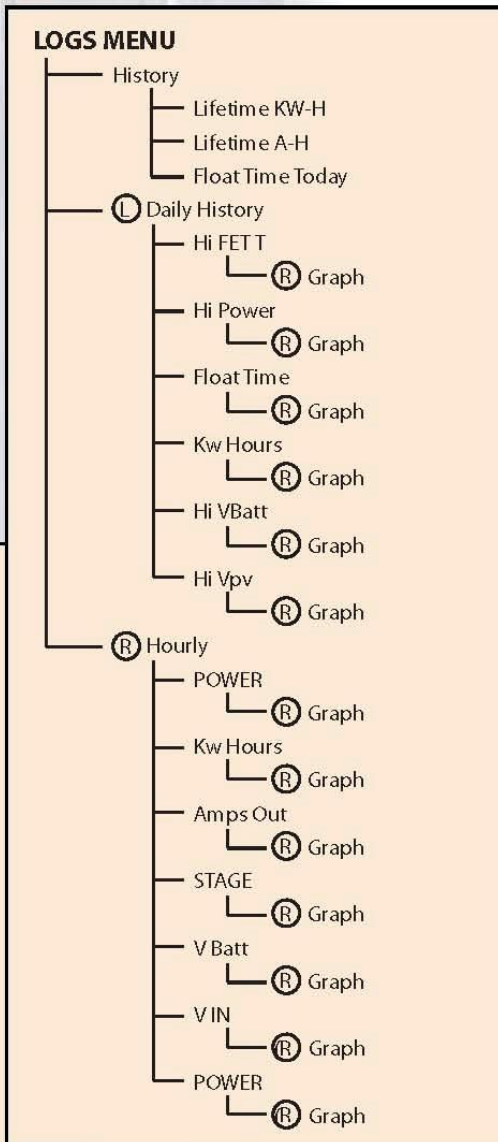 LOGS MENU
History
Lifetime KW-H
Lifetime A-H
Float Time Today
L Daily History
Hi FET T
R Graph
Hi Power
R Graph
Float Time
R Graph
Kw Hours
R Graph
Hi VBatt
R Graph
Hi Vpv
R Graph
R Hourly
POWER
R Graph
Kw Hours
R Graph
Amps Out
R Graph
STAGE
R Graph
V Batt
R Graph
V IN
R Graph
POWER
R Graph